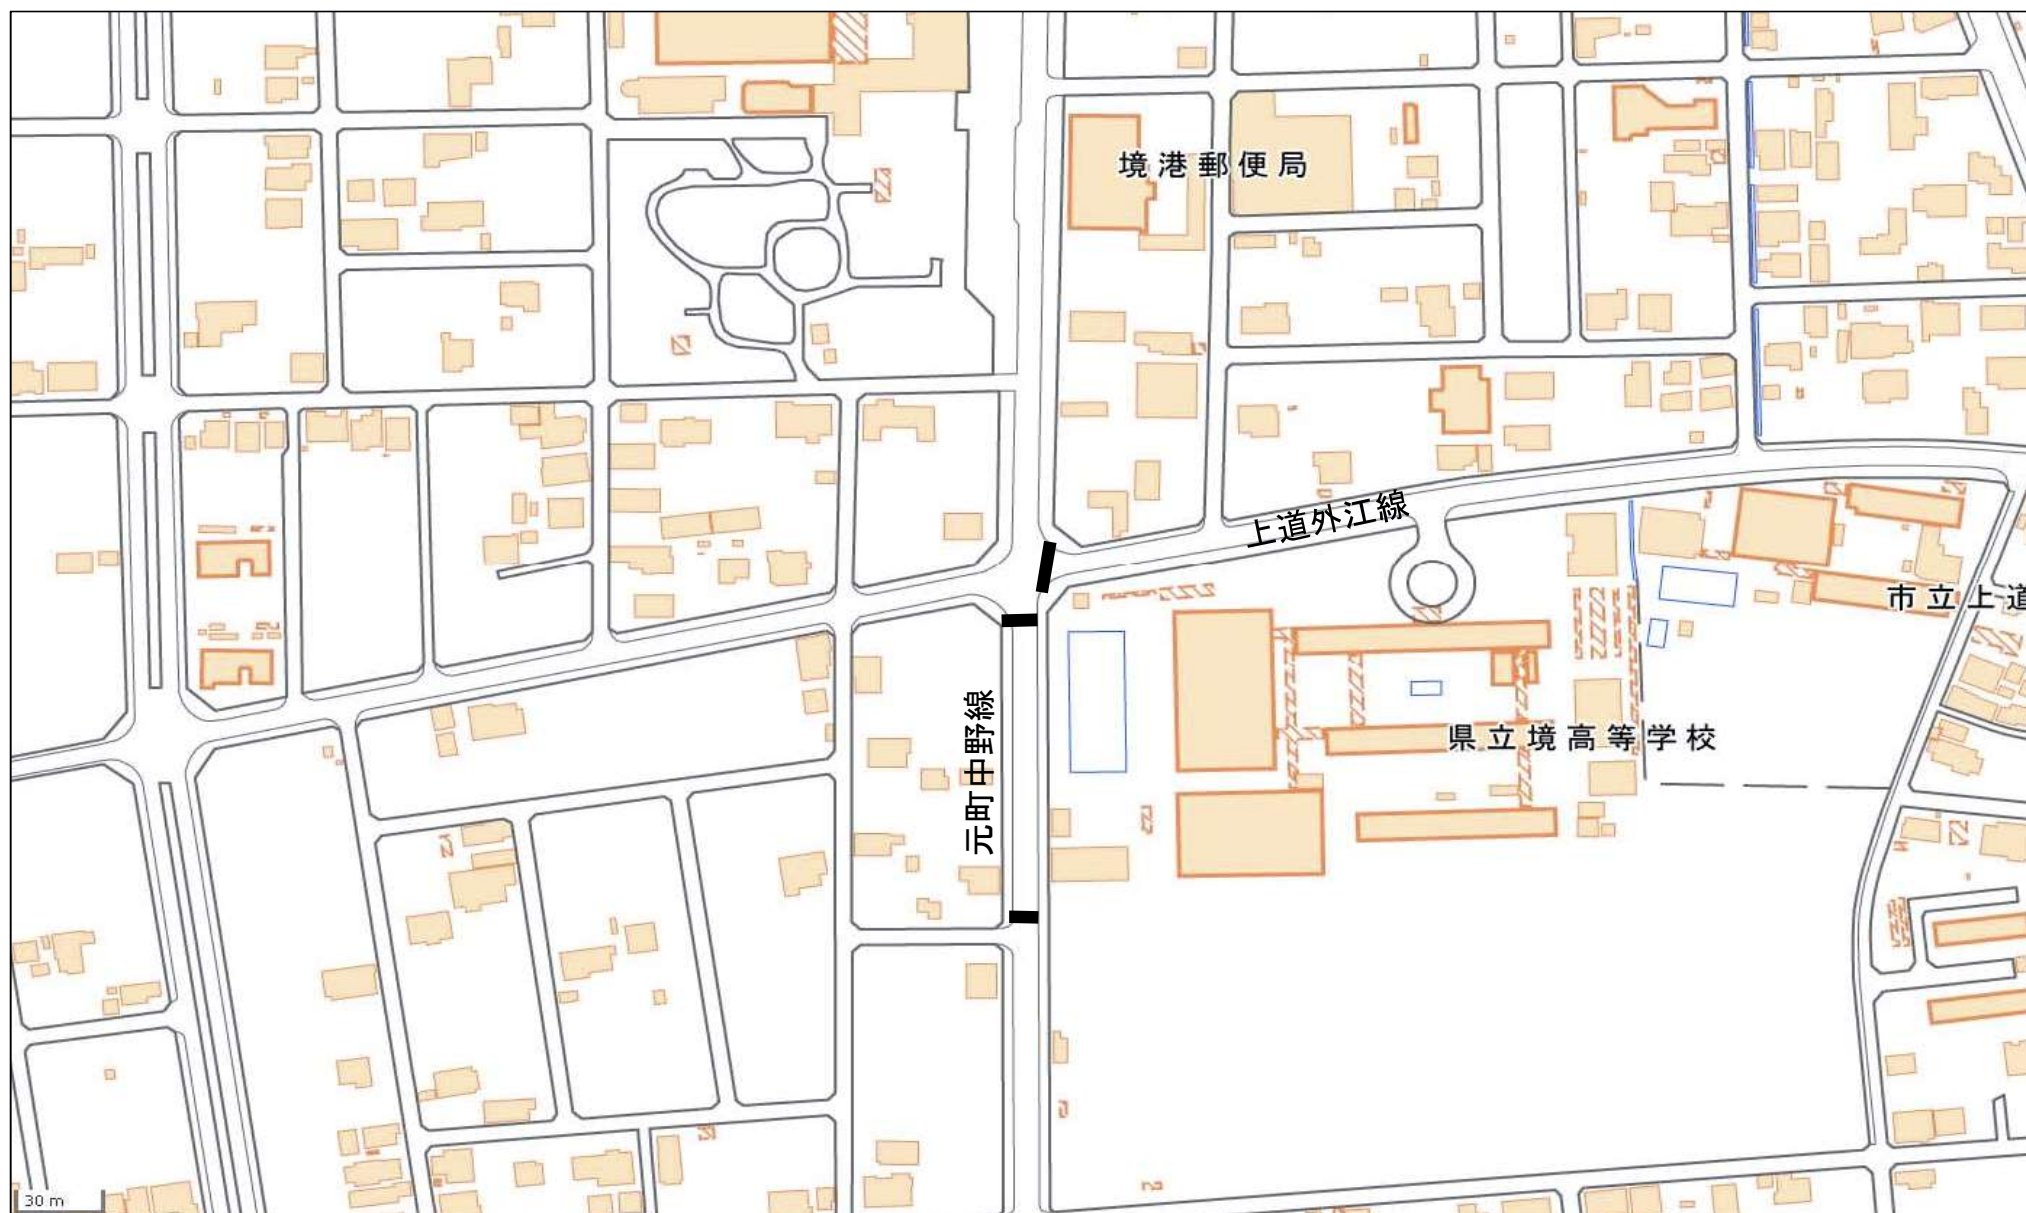 境港郵便局
上道外江線
市立上道
元町中野線
県立境高等学校
30 m